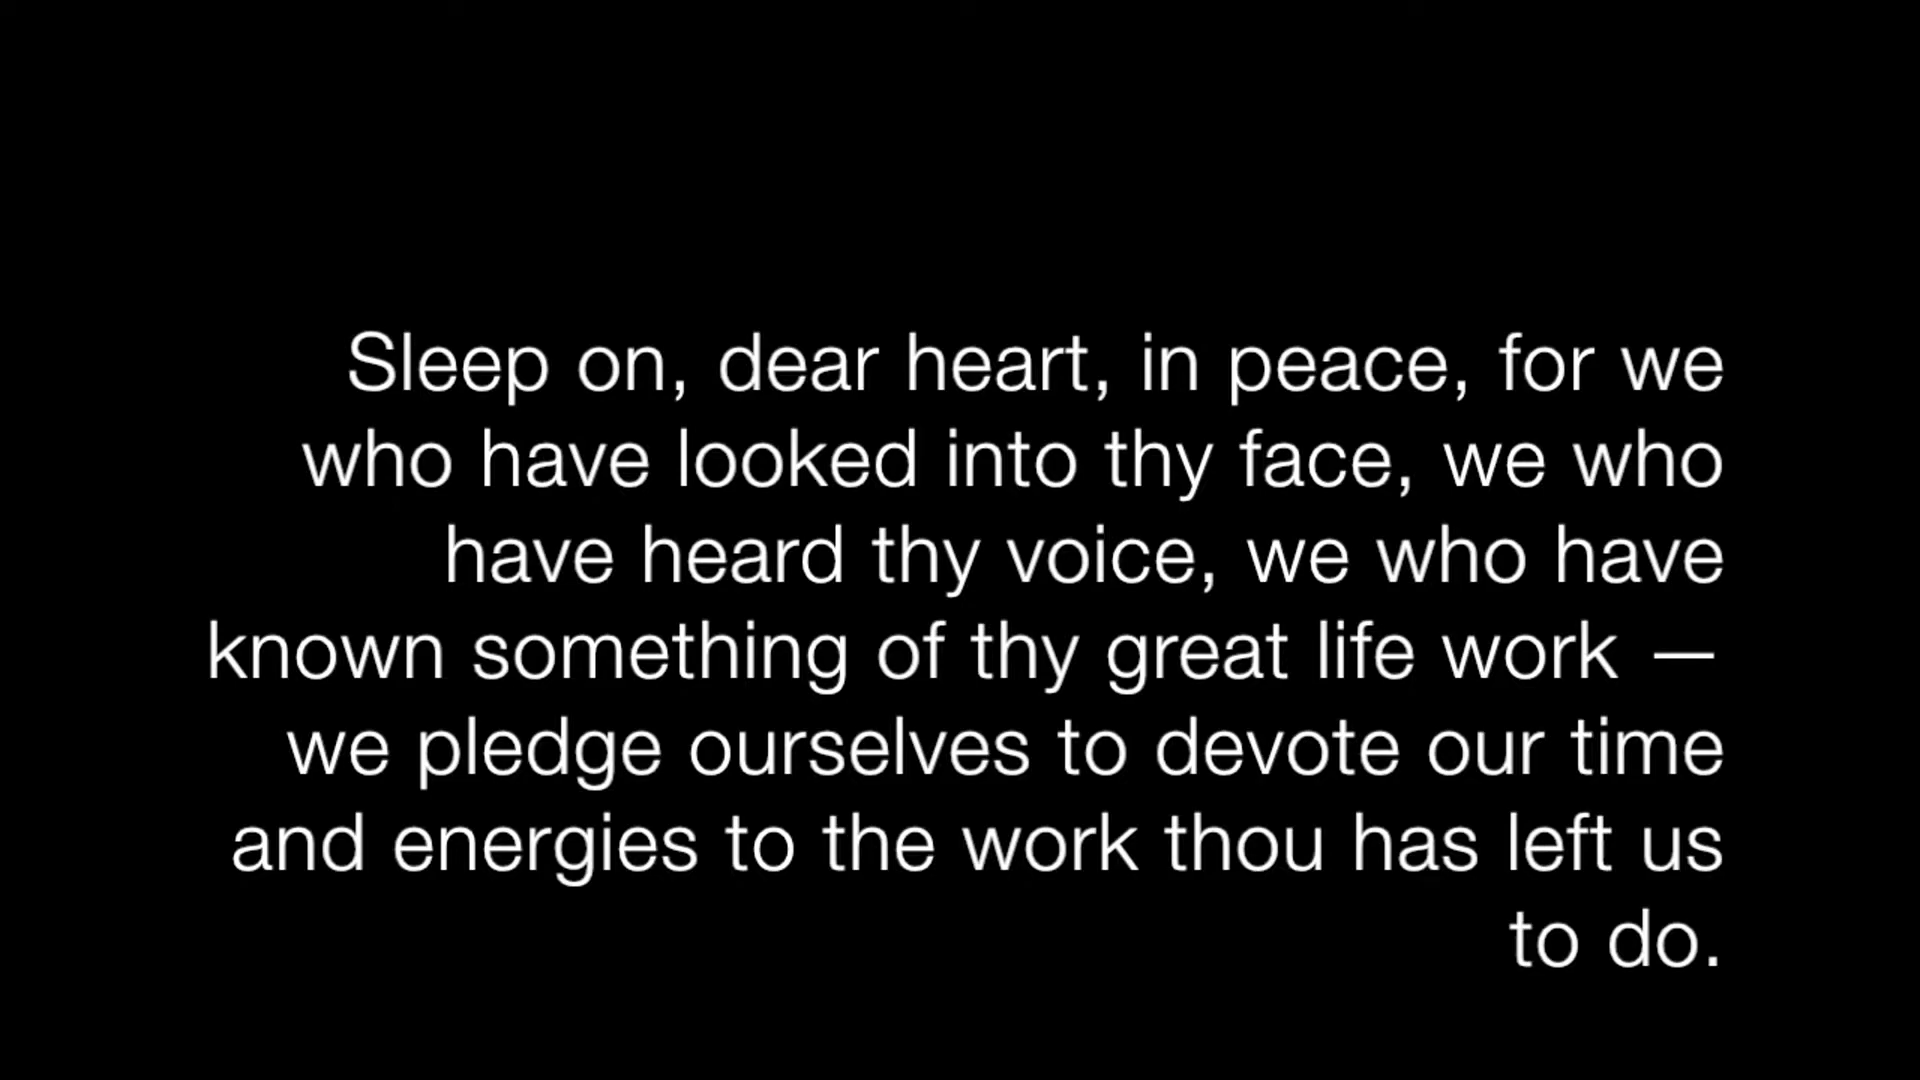 Sleep on, dear heart, in peace, for we
who have looked into thy face, we who
have heard thy voice, we who have
known something of thy great life work —
we pledge ourselves to devote our time
and energies to the work thou has left us
to do.